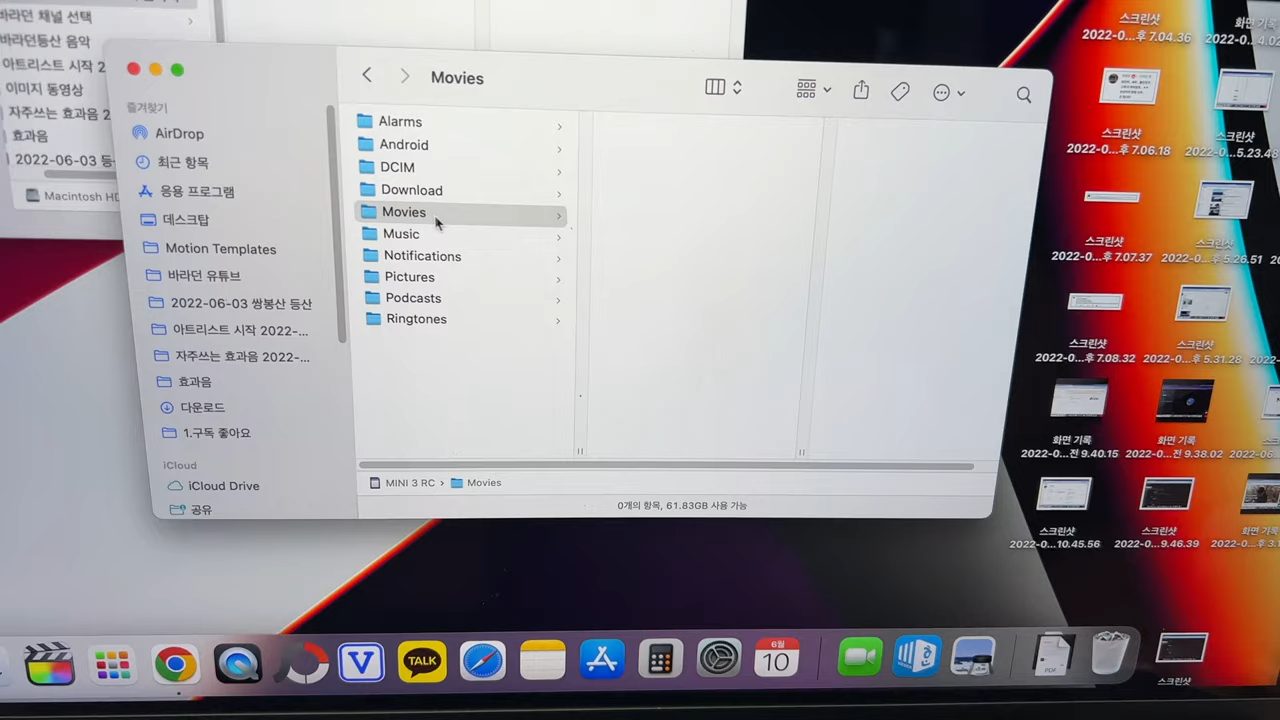 바라던 채널 선택
바라던등산 음악
아트리스트 시작 2
이미지 동영상
자주쓰는 효과음 2
효과음
2022-06-03 등
Macintosh HD
Movies
즐겨찾기
AirDrop
최근 항목
응용 프로그램
데스크탑
Motion Templates
바라던 유튜브
2022-06-03 쌍봉산 등산
아트리스트 시작 2022-...
자주쓰는 효과음 2022-...
효과음
다운로드
1.구독 좋아요
iCloud
iCloud Drive
공유
Alarms
Android
DCIM
Download
Movies
Music
Notifications
Pictures
Podcasts
Ringtones
MINI 3 RC › Movies
0개의 항목, 61.83GB 사용 가능
스크린샷
2022-0...후 7.04.36
화면 기록
2022-0...후 4.02
스크린샷
2022-0...후 7.06.18
스크린샷
2022-0...후 5.23.48
스크린샷
2022-0...후 7.07.37
스크린샷
2022-0...후 5.26.51
스크린샷
2022-0...후 7.08.32
스크린샷
2022-0...후 5.31.28
화면 기록
2022-0...전 9.40.15
화면 기록
2022-0...전 9.38.02
스크린샷
2022-0...10.45.56
스크린샷
2022-0...9.46.39
화면 기록
스크린샷
TALK
6월
10
PDF